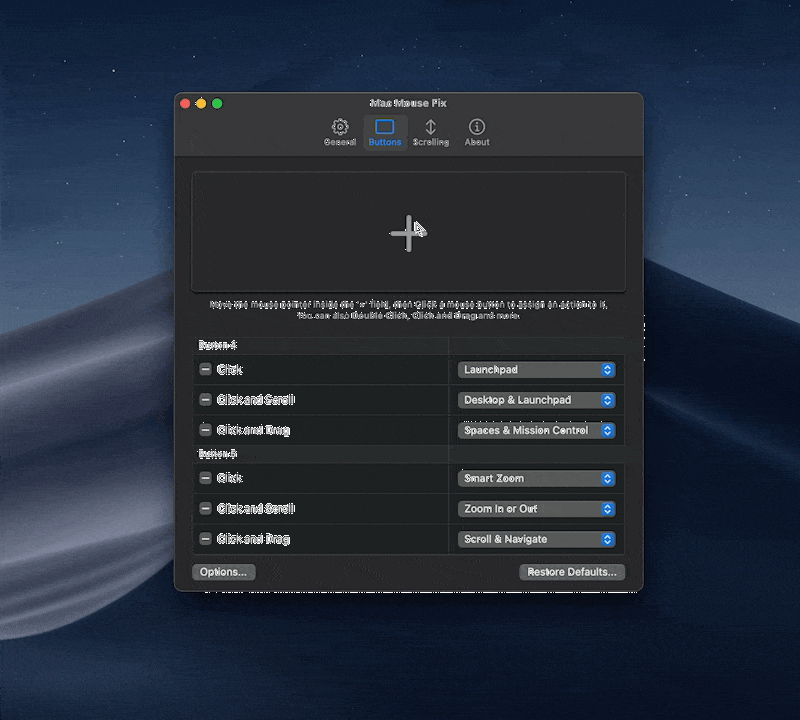 Mac Mouse Fix
General
Buttons
Scrolling
About
Move the mouse pointer inside the '+' field, then Click a mouse button to assign an action to it.
You can also Double Click, Click and Drag and more.
Button 4
Click
Launchpad
Click and Scroll
Desktop & Launchpad
Click and Drag
Spaces & Mission Control
Button 5
Click
Smart Zoom
Click and Scroll
Zoom In or Out
Click and Drag
Scroll & Navigate
Options...
Restore Defaults...